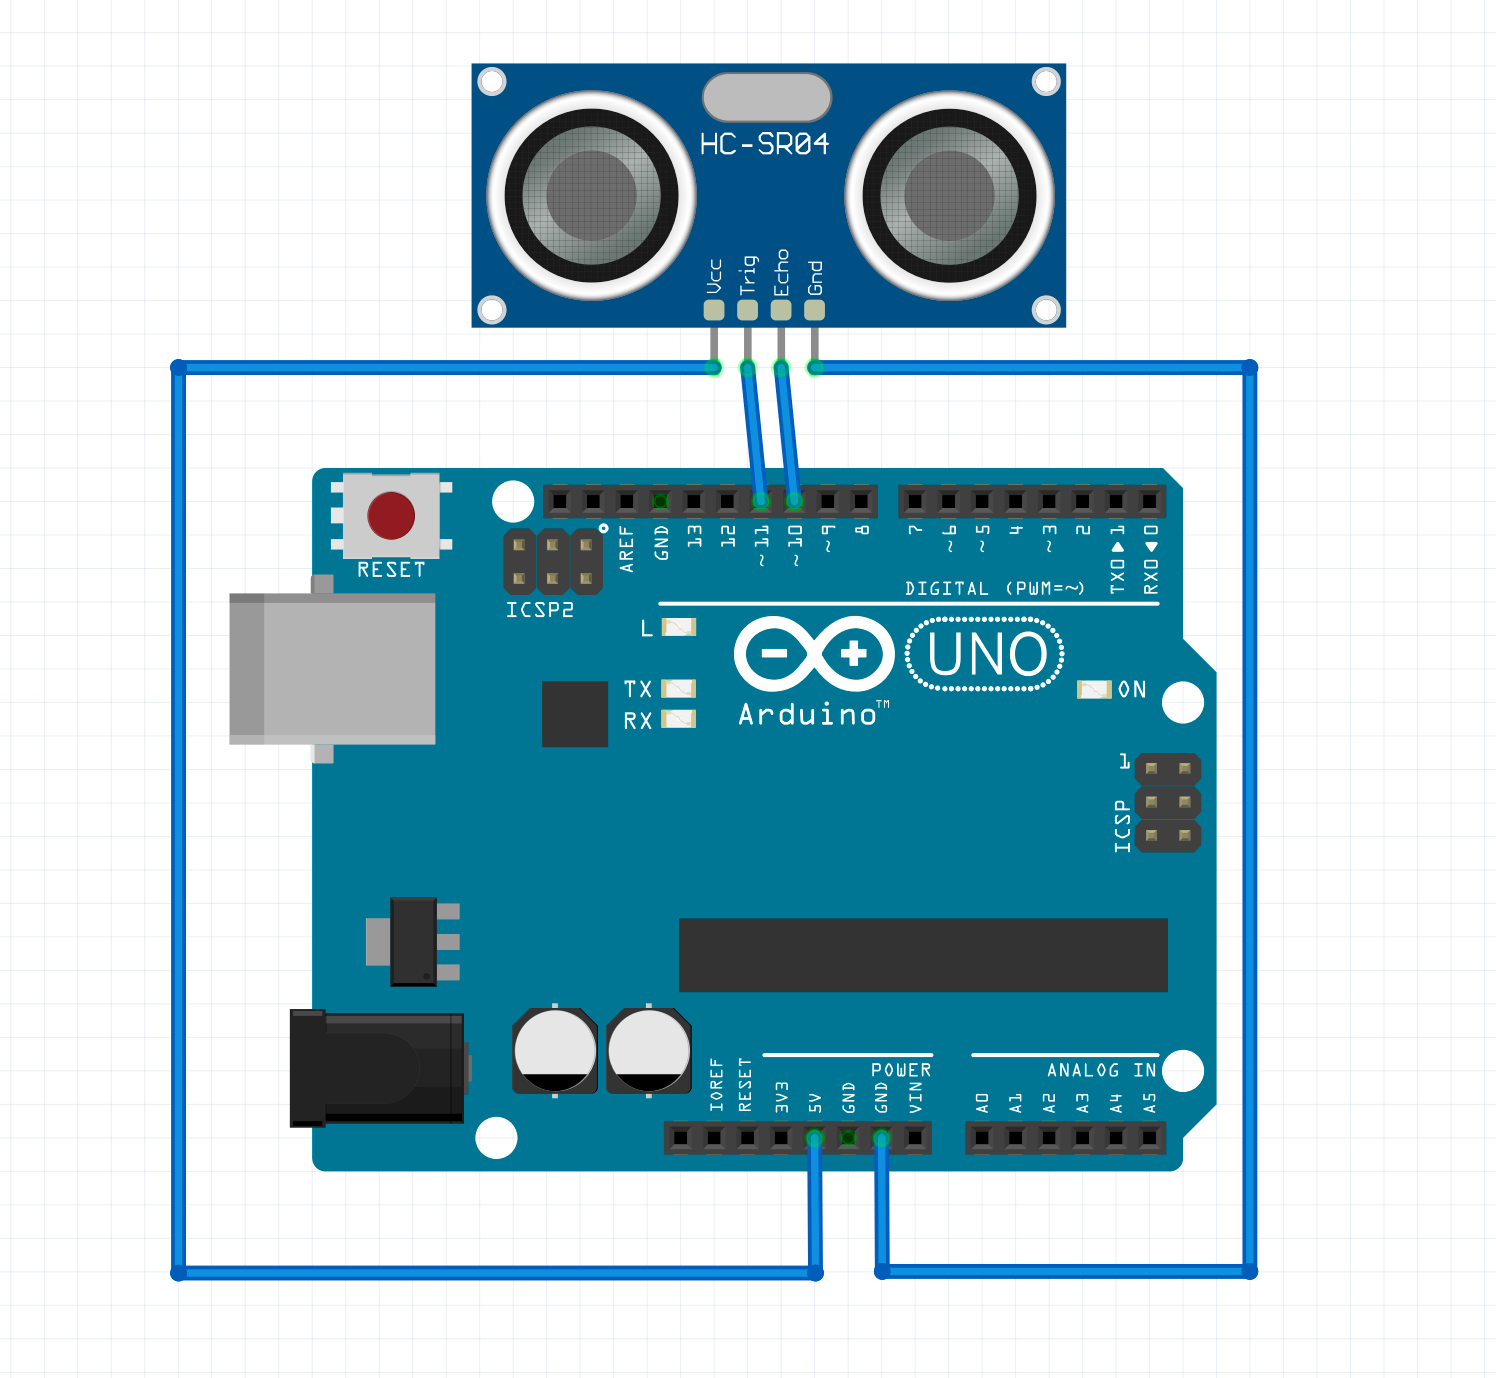 HC-SR04
Vcc
Trig
Echo
Gnd
RESET
AREF
GND
13
12
~11
~10
~9
8
7
~6
~5
4
~3
2
TX0▶1
RX0◀0
ICSP2
DIGITAL (PWM=~)
L
UNO
TX
ON
RX
Arduino™
1
ICSP
POWER
ANALOG IN
IOREF
RESET
3V3
5V
GND
GND
VIN
A0
A1
A2
A3
A4
A5